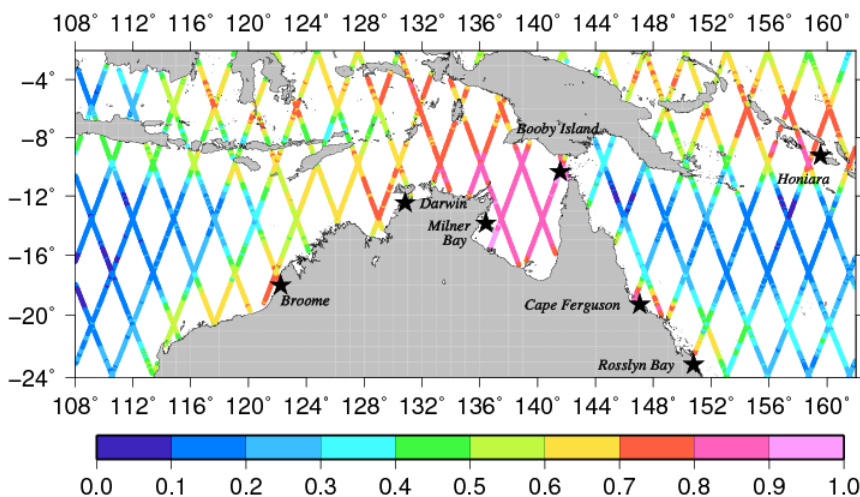 108° 112° 116° 120° 124° 128° 132° 136° 140° 144° 148° 152° 156° 160°
−4°
−8°
Booby Island
Honiara
−12°
Darwin
Milner
Bay
−16°
Broome
Cape Ferguson
−20°
Rosslyn Bay
−24°
108° 112° 116° 120° 124° 128° 132° 136° 140° 144° 148° 152° 156° 160°
0.0 0.1 0.2 0.3 0.4 0.5 0.6 0.7 0.8 0.9 1.0